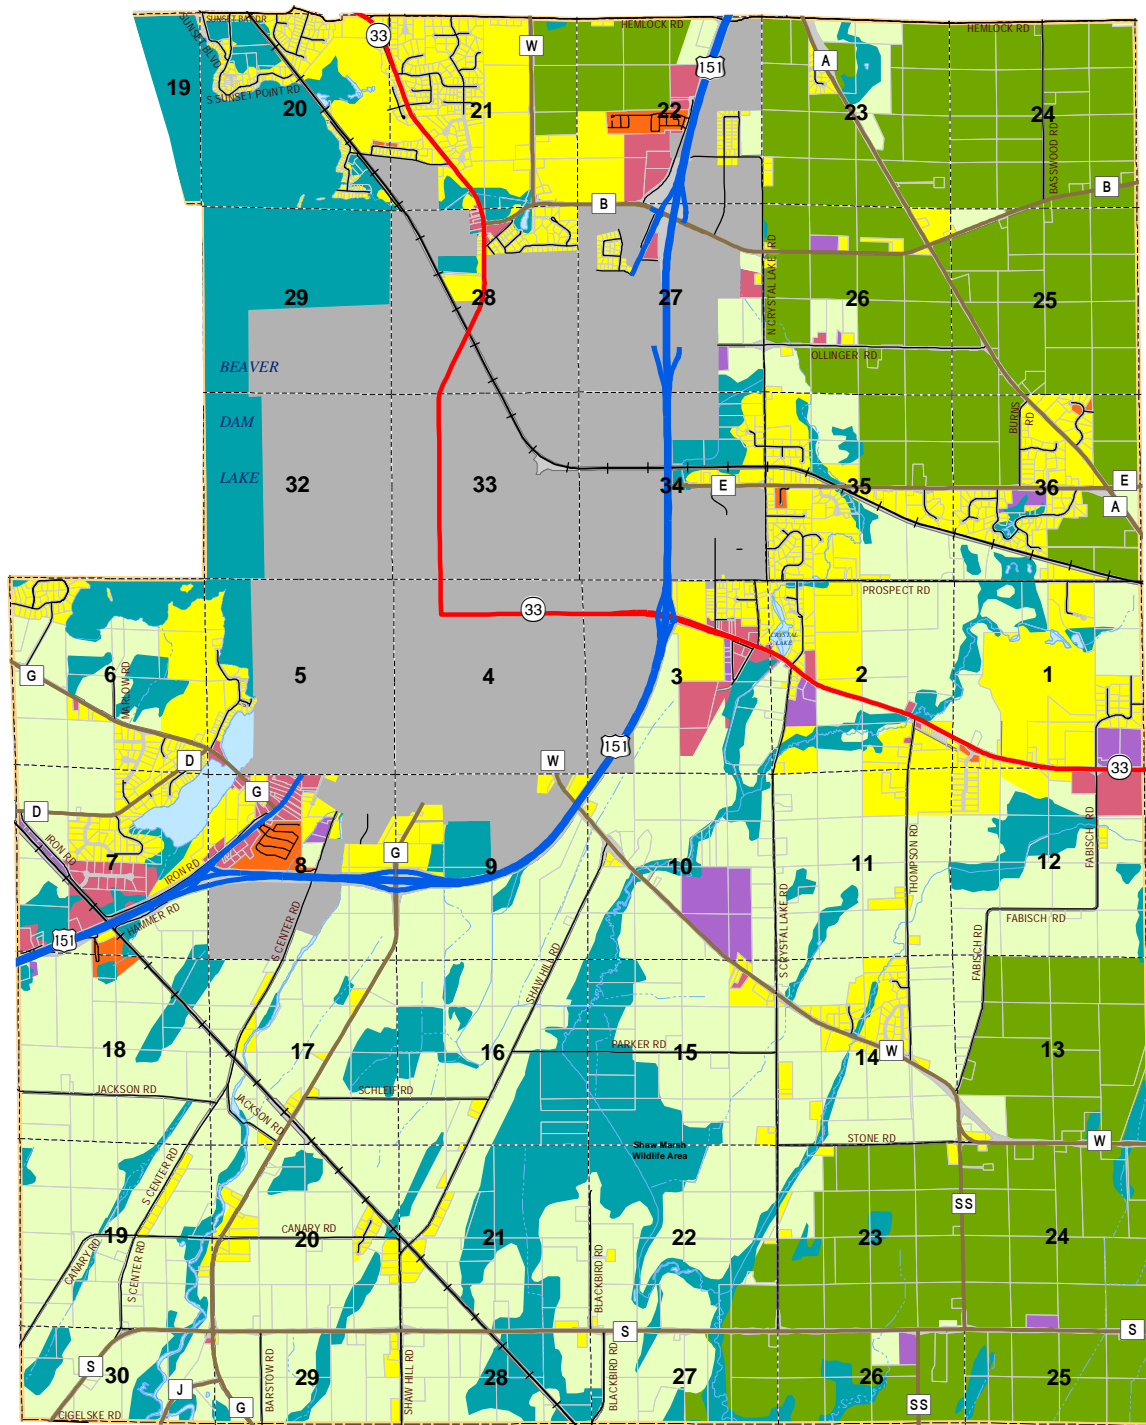 SUNSET BAY DR
SUNSET BLVD
33
W
HEMLOCK RD
151
A
HEMLOCK RD
19
S SUNSET POINT RD
20
21
22
23
24
BASSWOOD RD
B
B
N CRYSTAL LAKE RD
29
28
27
26
25
OLLINGER RD
BEAVER
DAM
LAKE
BURNS RD
32
33
34
E
35
36
E
A
33
PROSPECT RD
CRYSTAL LAKE
6
MARLOW RD
G
5
4
3
2
1
151
D
W
33
G
D
IRON RD
7
IRON RD
8
G
9
10
11
THOMPSON RD
12
FABISCH RD
HAMMER RD
151
S CENTER RD
SHAW HILL RD
S CRYSTAL LAKE RD
FABISCH RD
FABISCH RD
18
17
16
PARKER RD
15
14
W
13
JACKSON RD
JACKSON RD
SCHLEIF RD
Shaw Marsh
Wildlife Area
STONE RD
W
S CENTER RD
SS
19
CANARY RD
20
21
22
23
24
CANARY RD
S CENTER RD
BLACKBIRD RD
S
S
S
30
J
BARSTOW RD
29
SHAW HILL RD
28
BLACKBIRD RD
27
26
25
CIGELSKE RD
G
SS